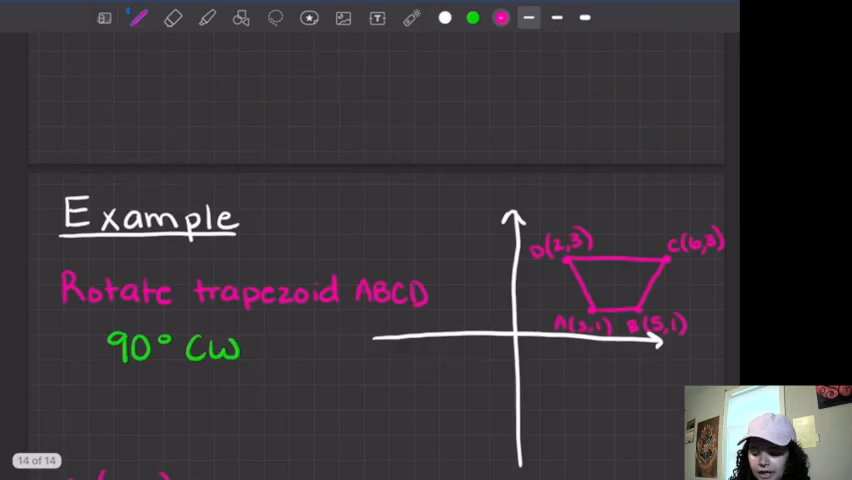 Example
Rotate trapezoid ABCD
90° CW
D(2,3)
C(6,3)
A(3,1)
B(5,1)
14 of 14